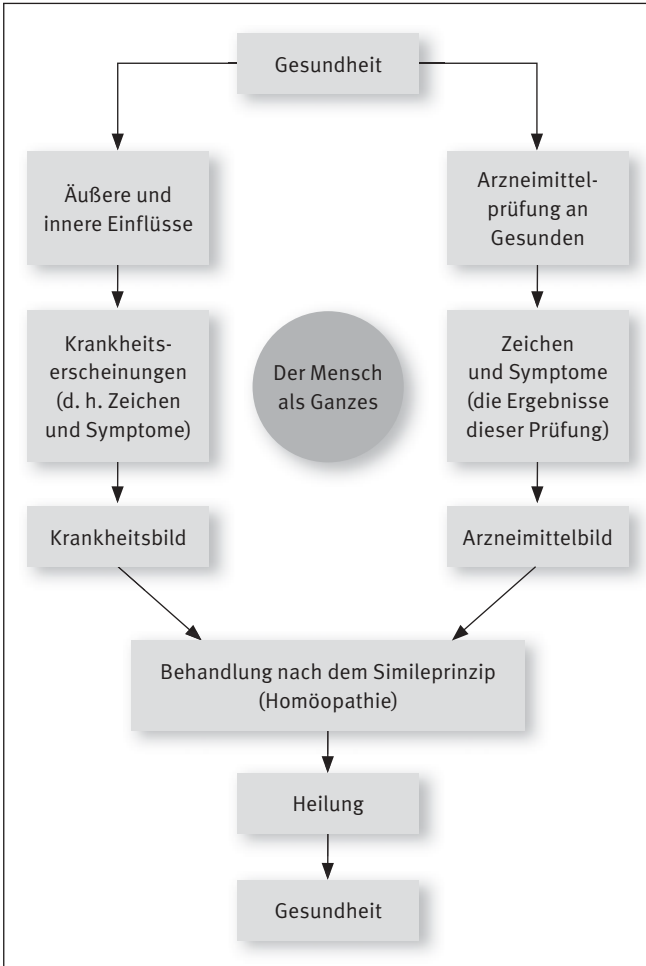 Gesundheit
Äußere und
innere Einflüsse
Arzneimittel-
prüfung an
Gesunden
Krankheits-
erscheinungen
(d. h. Zeichen
und Symptome)
Der Mensch
als Ganzes
Zeichen
und Symptome
(die Ergebnisse
dieser Prüfung)
Krankheitsbild
Arzneimittelbild
Behandlung nach dem Simileprinzip
(Homöopathie)
Heilung
Gesundheit